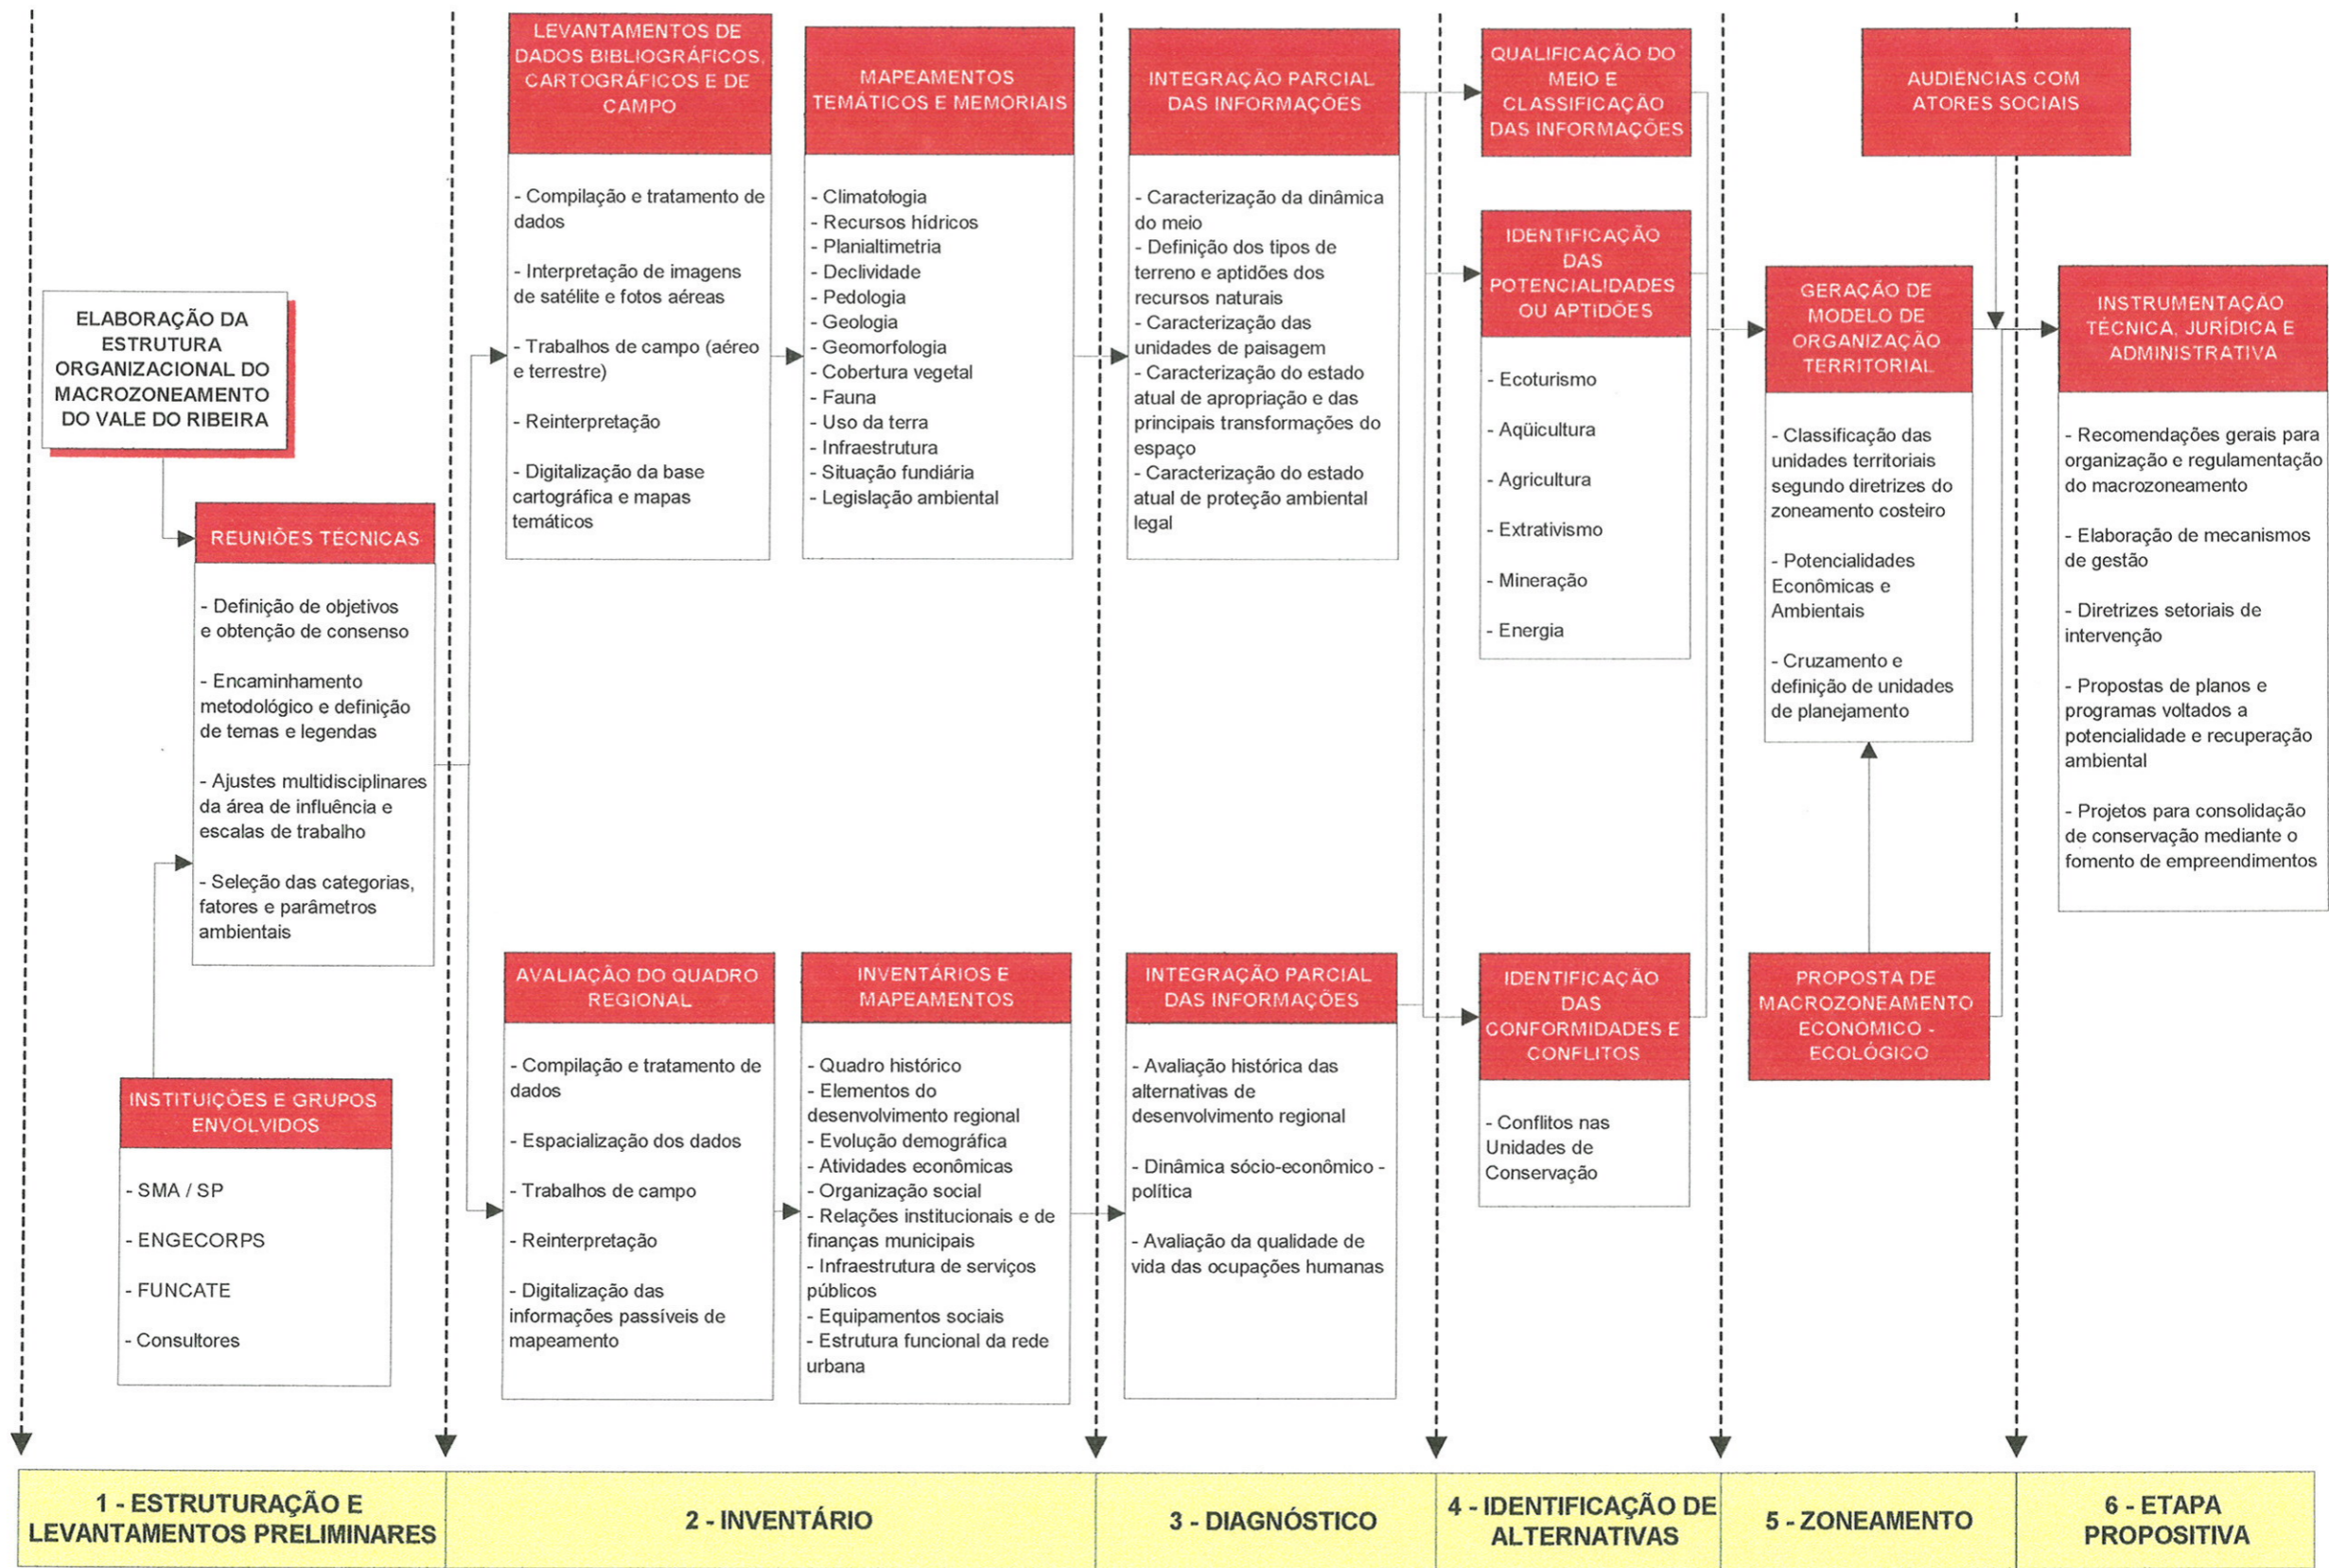 ELABORAÇÃO DA
ESTRUTURA
ORGANIZACIONAL DO
MACROZONEAMENTO
DO VALE DO RIBEIRA
REUNIÕES TÉCNICAS
- Definição de objetivos
e obtenção de consenso
- Encaminhamento
metodológico e definição
de temas e legendas
- Ajustes multidisciplinares
da área de influência e
escalas de trabalho
- Seleção das categorias,
fatores e parâmetros
ambientais
INSTITUIÇÕES E GRUPOS
ENVOLVIDOS
- SMA / SP
- ENGECORPS
- FUNCATE
- Consultores
LEVANTAMENTOS DE
DADOS BIBLIOGRÁFICOS,
CARTOGRÁFICOS E DE
CAMPO
- Compilação e tratamento de
dados
- Interpretação de imagens
de satélite e fotos aéreas
- Trabalhos de campo (aéreo
e terrestre)
- Reinterpretação
- Digitalização da base
cartográfica e mapas
temáticos
MAPEAMENTOS
TEMÁTICOS E MEMORIAIS
- Climatologia
- Recursos hídricos
- Planialtimetria
- Declividade
- Pedologia
- Geologia
- Geomorfologia
- Cobertura vegetal
- Fauna
- Uso da terra
- Infraestrutura
- Situação fundiária
- Legislação ambiental
AVALIAÇÃO DO QUADRO
REGIONAL
- Compilação e tratamento de
dados
- Espacialização dos dados
- Trabalhos de campo
- Reinterpretação
- Digitalização das
informações passíveis de
mapeamento
INVENTÁRIOS E
MAPEAMENTOS
- Quadro histórico
- Elementos do
desenvolvimento regional
- Evolução demográfica
- Atividades econômicas
- Organização social
- Relações institucionais e de
finanças municipais
- Infraestrutura de serviços
públicos
- Equipamentos sociais
- Estrutura funcional da rede
urbana
INTEGRAÇÃO PARCIAL
DAS INFORMAÇÕES
- Caracterização da dinâmica
do meio
- Definição dos tipos de
terreno e aptidões dos
recursos naturais
- Caracterização das
unidades de paisagem
- Caracterização do estado
atual de apropriação e das
principais transformações do
espaço
- Caracterização do estado
atual de proteção ambiental
legal
INTEGRAÇÃO PARCIAL
DAS INFORMAÇÕES
- Avaliação histórica das
alternativas de
desenvolvimento regional
- Dinâmica sócio-econômico -
política
- Avaliação da qualidade de
vida das ocupações humanas
QUALIFICAÇÃO DO
MEIO E
CLASSIFICAÇÃO
DAS INFORMAÇÕES
IDENTIFICAÇÃO
DAS
POTENCIALIDADES
OU APTIDÕES
- Ecoturismo
- Aqüicultura
- Agricultura
- Extrativismo
- Mineração
- Energia
IDENTIFICAÇÃO
DAS
CONFORMIDADES E
CONFLITOS
- Conflitos nas
Unidades de
Conservação
GERAÇÃO DE
MODELO DE
ORGANIZAÇÃO
TERRITORIAL
- Classificação das
unidades territoriais
segundo diretrizes do
zoneamento costeiro
- Potencialidades
Econômicas e
Ambientais
- Cruzamento e
definição de unidades
de planejamento
PROPOSTA DE
MACROZONEAMENTO
ECONÔMICO -
ECOLÓGICO
AUDIÊNCIAS COM
ATORES SOCIAIS
INSTRUMENTAÇÃO
TÉCNICA, JURÍDICA E
ADMINISTRATIVA
- Recomendações gerais para
organização e regulamentação
do macrozoneamento
- Elaboração de mecanismos
de gestão
- Diretrizes setoriais de
intervenção
- Propostas de planos e
programas voltados a
potencialidade e recuperação
ambiental
- Projetos para consolidação
de conservação mediante o
fomento de empreendimentos
1 - ESTRUTURAÇÃO E
LEVANTAMENTOS PRELIMINARES
2 - INVENTÁRIO
3 - DIAGNÓSTICO
4 - IDENTIFICAÇÃO DE
ALTERNATIVAS
5 - ZONEAMENTO
6 - ETAPA
PROPOSITIVA